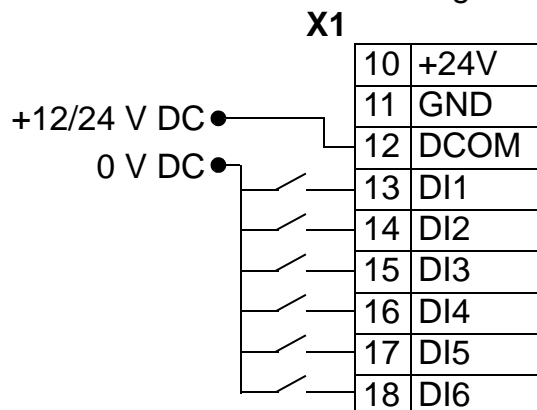 X1
10 +24V
11 GND
+12/24 V DC
12 DCOM
0 V DC
13 DI1
14 DI2
15 DI3
16 DI4
17 DI5
18 DI6